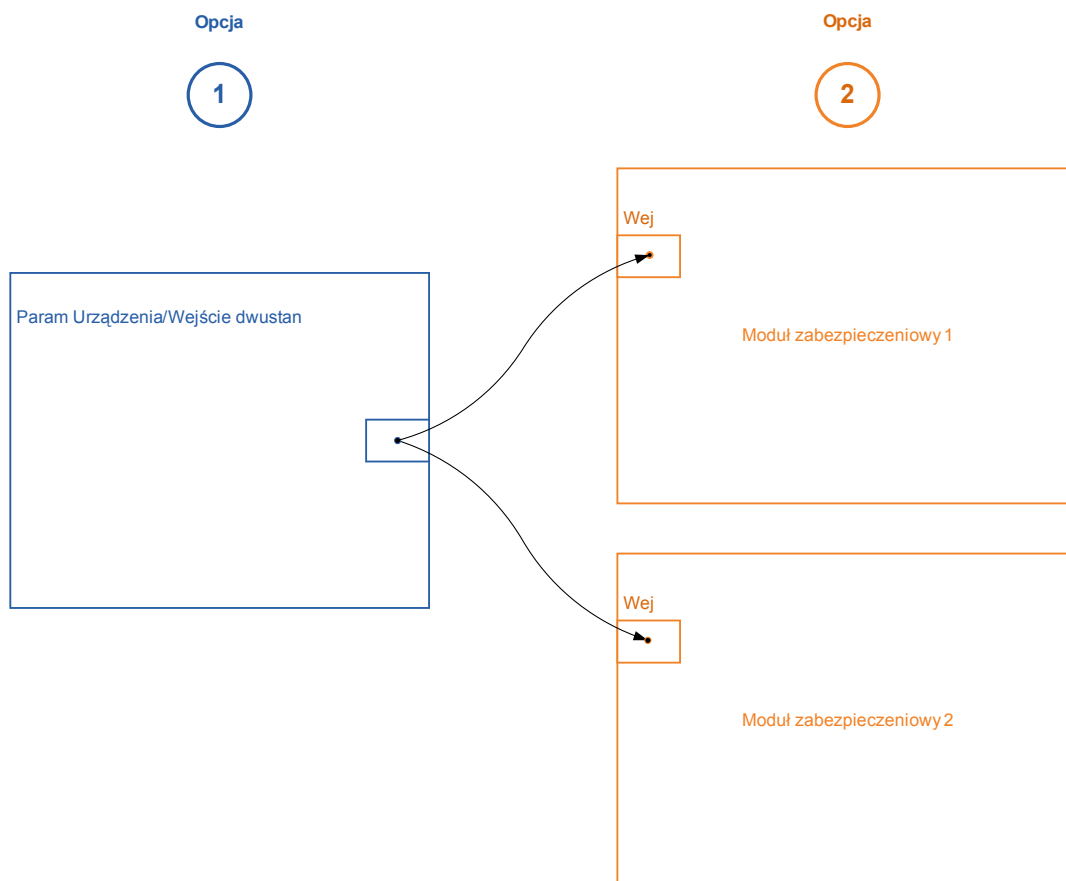 Opcja
Opcja
1
2
Wej
Param Urządzenia/Wejście dwustan
Moduł zabezpieczeniowy 1
Wej
Moduł zabezpieczeniowy 2